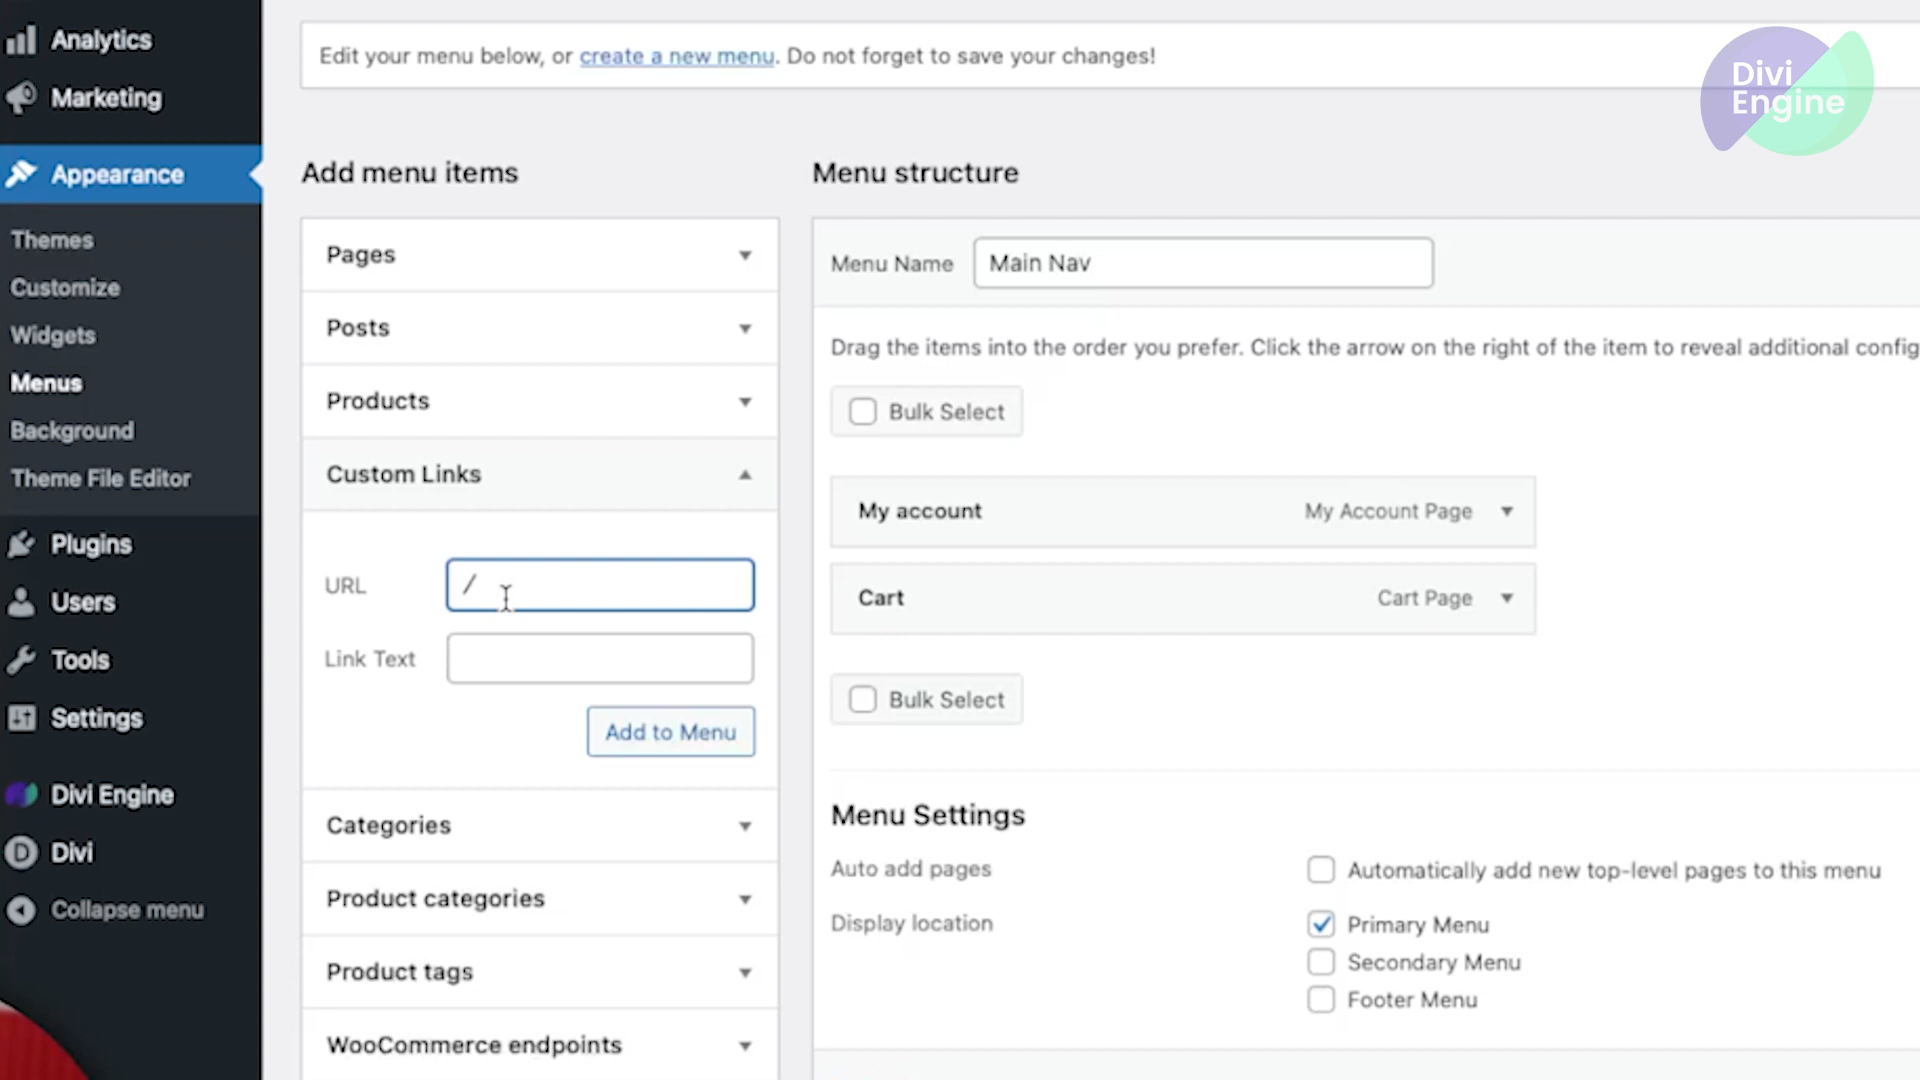 Analytics
Marketing
Appearance
Themes
Customize
Widgets
Menus
Background
Theme File Editor
Plugins
Users
Tools
Settings
Divi Engine
Divi
Collapse menu
Edit your menu below, or create a new menu. Do not forget to save your changes!
Divi
Engine
Add menu items
Pages
Posts
Products
Custom Links
URL /
Link Text
Add to Menu
Categories
Product categories
Product tags
WooCommerce endpoints
Menu structure
Menu Name Main Nav
Drag the items into the order you prefer. Click the arrow on the right of the item to reveal additional config
Bulk Select
My account My Account Page
Cart Cart Page
Bulk Select
Menu Settings
Auto add pages Automatically add new top-level pages to this menu
Display location Primary Menu
Secondary Menu
Footer Menu